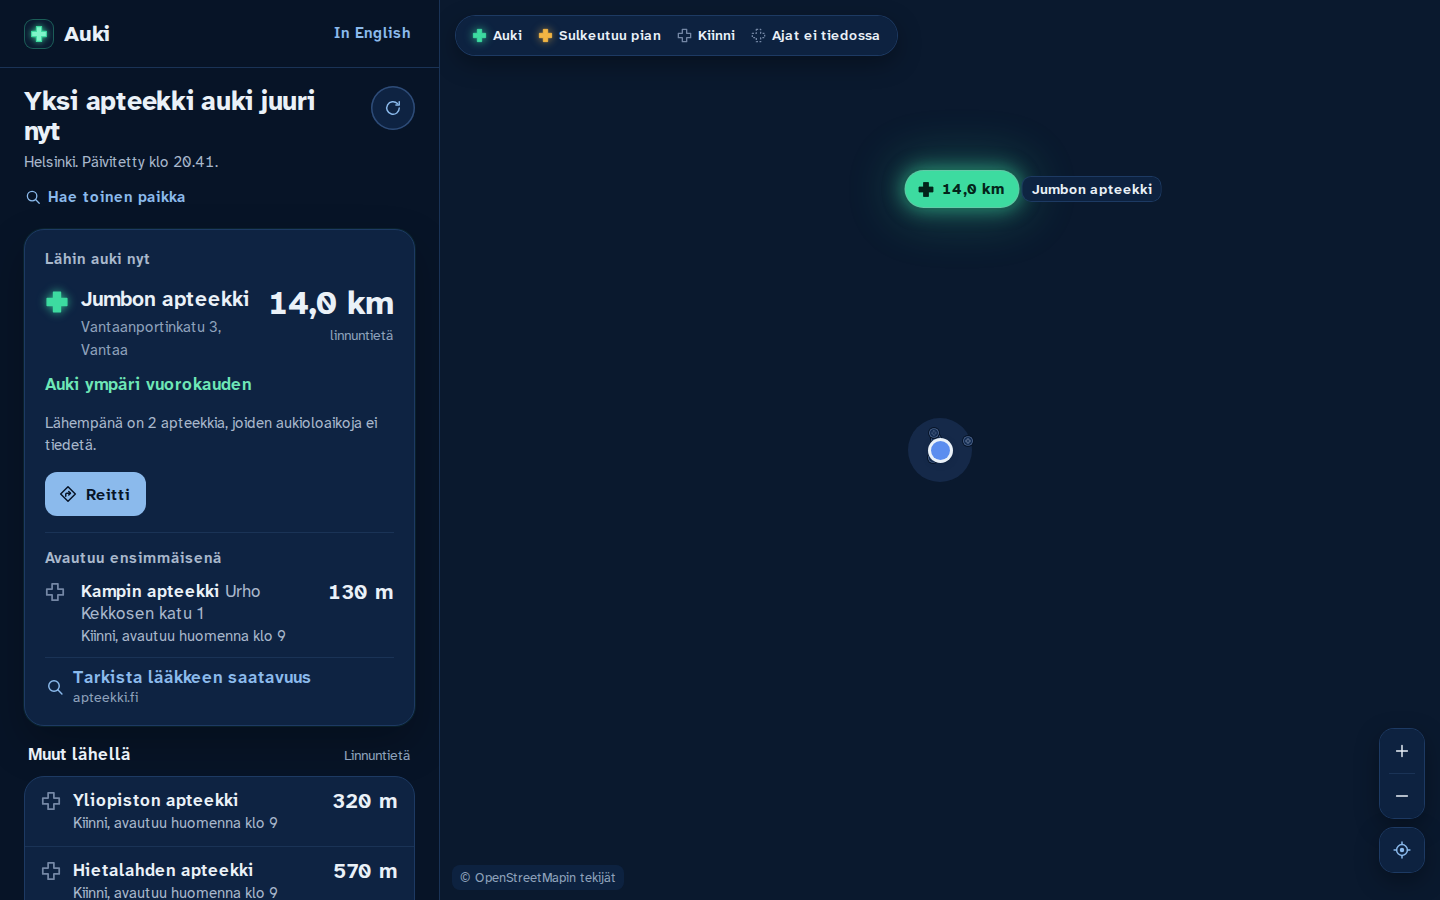 Auki
In English
Yksi apteekki auki juuri
nyt
Helsinki. Päivitetty klo 20.41.
Hae toinen paikka
Lähin auki nyt
Jumbon apteekki
14,0 km
Vantaanportinkatu 3,
Vantaa
linnuntietä
Auki ympäri vuorokauden
Lähempänä on 2 apteekkia, joiden aukioloaikoja ei
tiedetä.
Reitti
Avautuu ensimmäisenä
Kampin apteekki Urho
Kekkosen katu 1
130 m
Kiinni, avautuu huomenna klo 9
Tarkista lääkkeen saatavuus
apteekki.fi
Muut lähellä
Linnuntietä
Yliopiston apteekki
320 m
Kiinni, avautuu huomenna klo 9
Hietalahden apteekki
570 m
Kiinni, avautuu huomenna klo 9
Auki
Sulkeutuu pian
Kiinni
Ajat ei tiedossa
14,0 km
Jumbon apteekki
+
−
© OpenStreetMapin tekijät